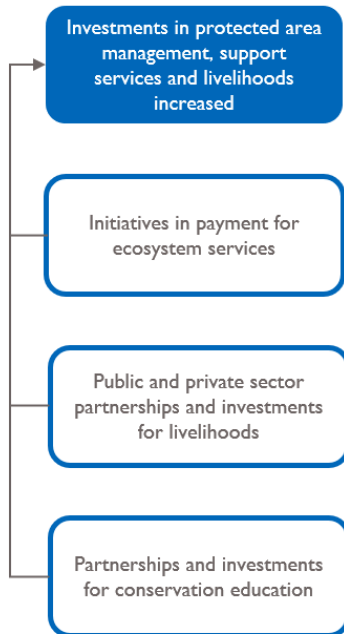 Investments in protected area
management, support
services and livelihoods
increased
Initiatives in payment for
ecosystem services
Public and private sector
partnerships and investments
for livelihoods
Partnerships and investments
for conservation education